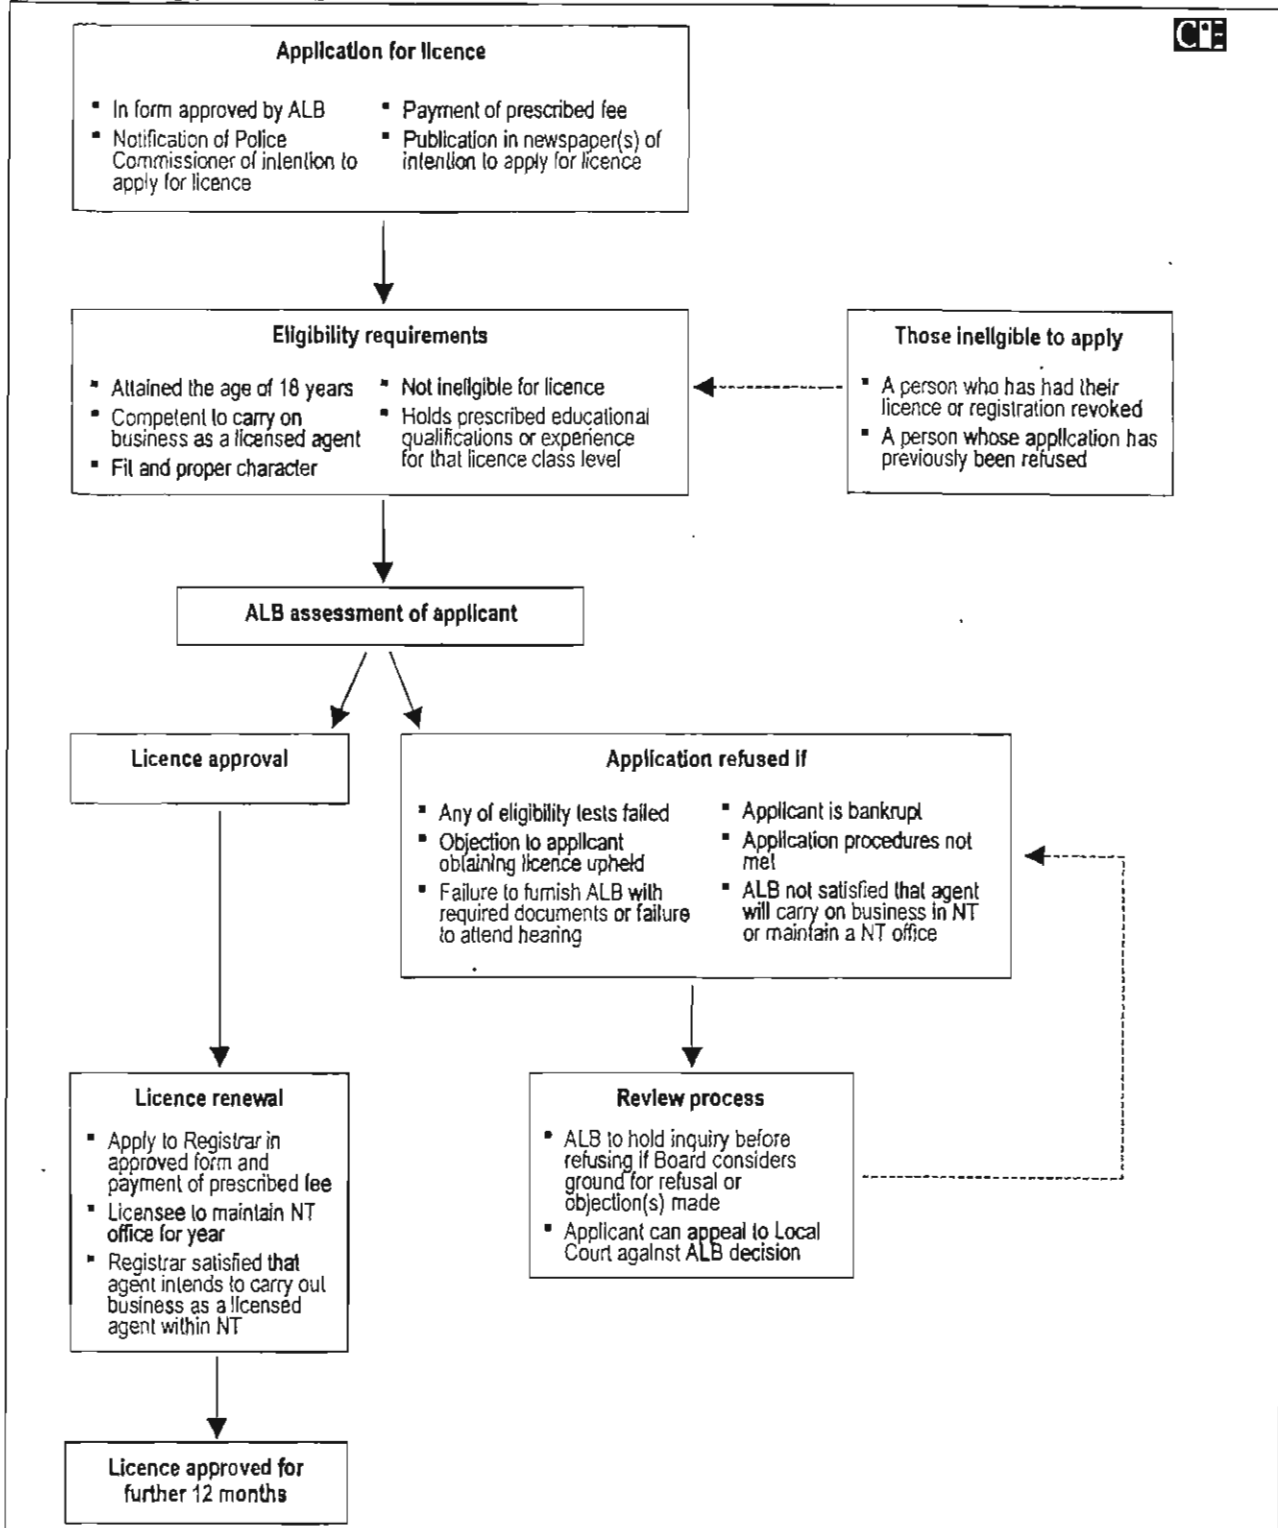 CIE
Application for licence
▪ In form approved by ALB
▪ Notification of Police
Commissioner of intention to
apply for licence
▪ Payment of prescribed fee
▪ Publication in newspaper(s) of
intention to apply for licence
Eligibility requirements
▪ Attained the age of 18 years
▪ Competent to carry on
business as a licensed agent
▪ Fit and proper character
▪ Not ineligible for licence
▪ Holds prescribed educational
qualifications or experience
for that licence class level
Those ineligible to apply
▪ A person who has had their
licence or registration revoked
▪ A person whose application has
previously been refused
ALB assessment of applicant
Licence approval
Application refused if
▪ Any of eligibility tests failed
▪ Objection to applicant
obtaining licence upheld
▪ Failure to furnish ALB with
required documents or failure
to attend hearing
▪ Applicant is bankrupt
▪ Application procedures not
met
▪ ALB not satisfied that agent
will carry on business in NT
or maintain a NT office
Licence renewal
▪ Apply to Registrar in
approved form and
payment of prescribed fee
▪ Licensee to maintain NT
office for year
▪ Registrar satisfied that
agent intends to carry out
business as a licensed
agent within NT
Review process
▪ ALB to hold inquiry before
refusing if Board considers
ground for refusal or
objection(s) made
▪ Applicant can appeal to Local
Court against ALB decision
Licence approved for
further 12 months